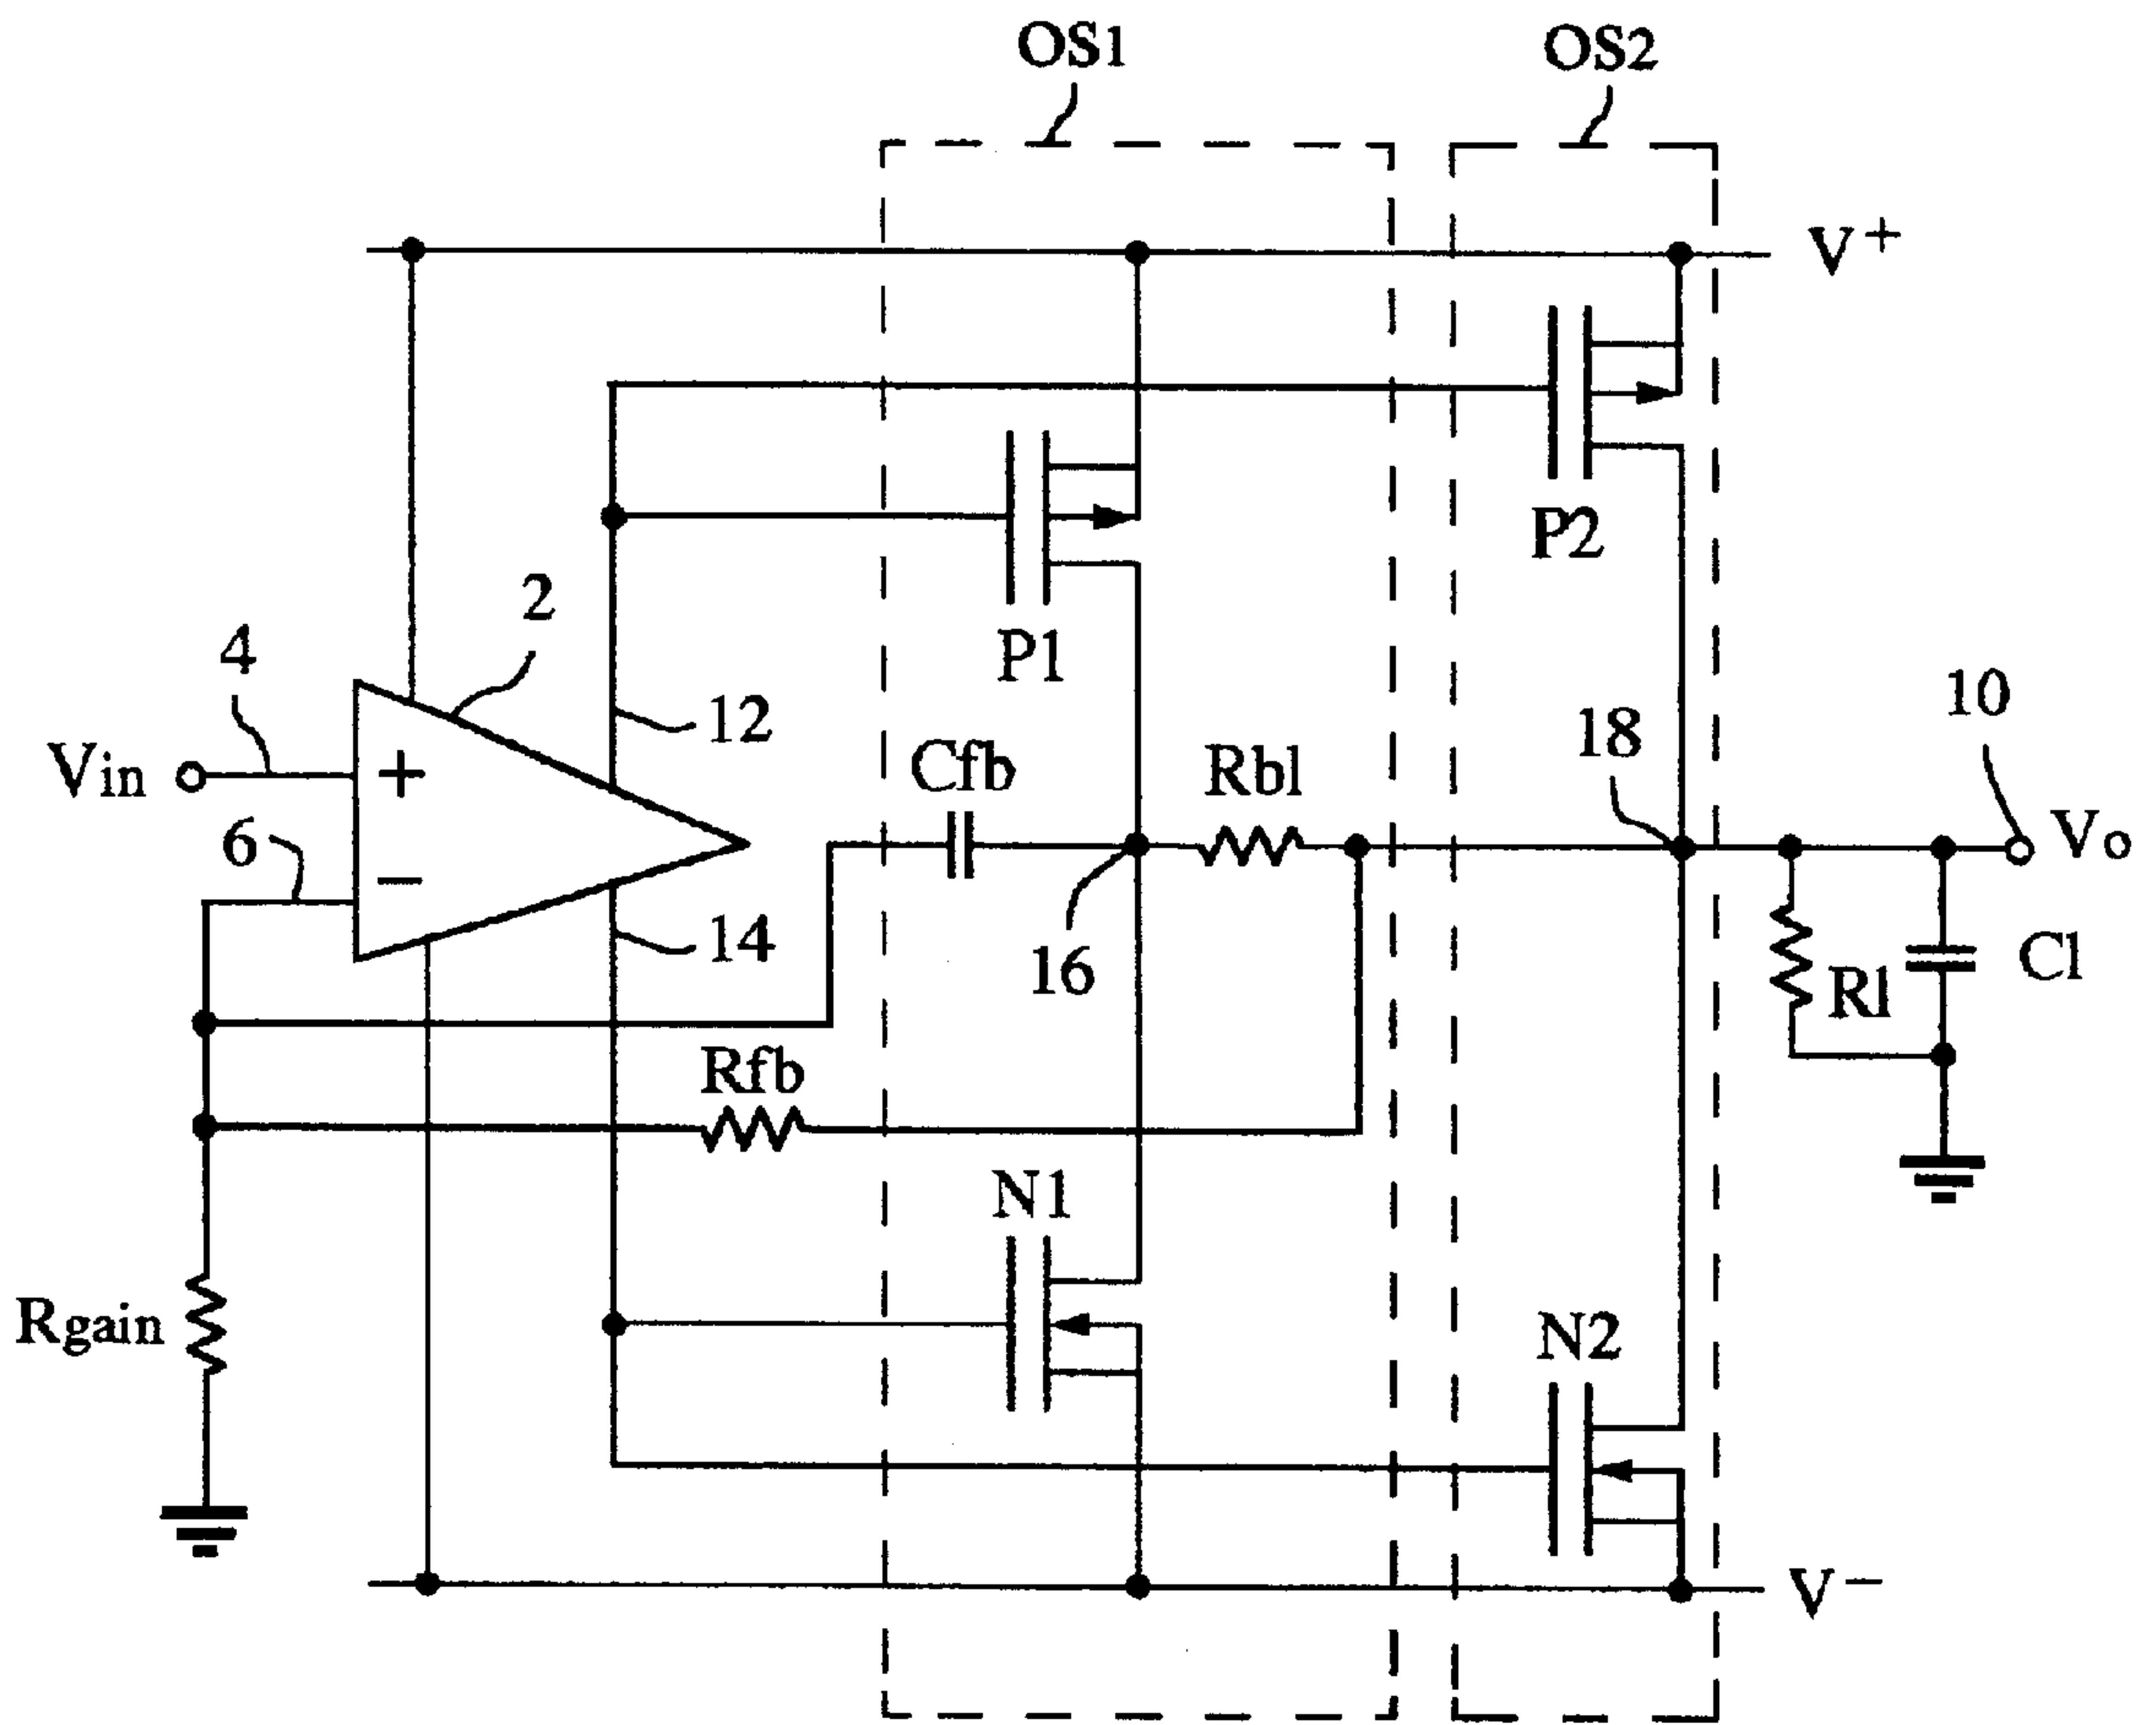 OS1
OS2
V+
P2
2
P1
4
12
10
18
Cfb
Rbl
Vin
+
Vo
6
−
14
16
Cl
Rl
Rfb
N1
Rgain
N2
V−